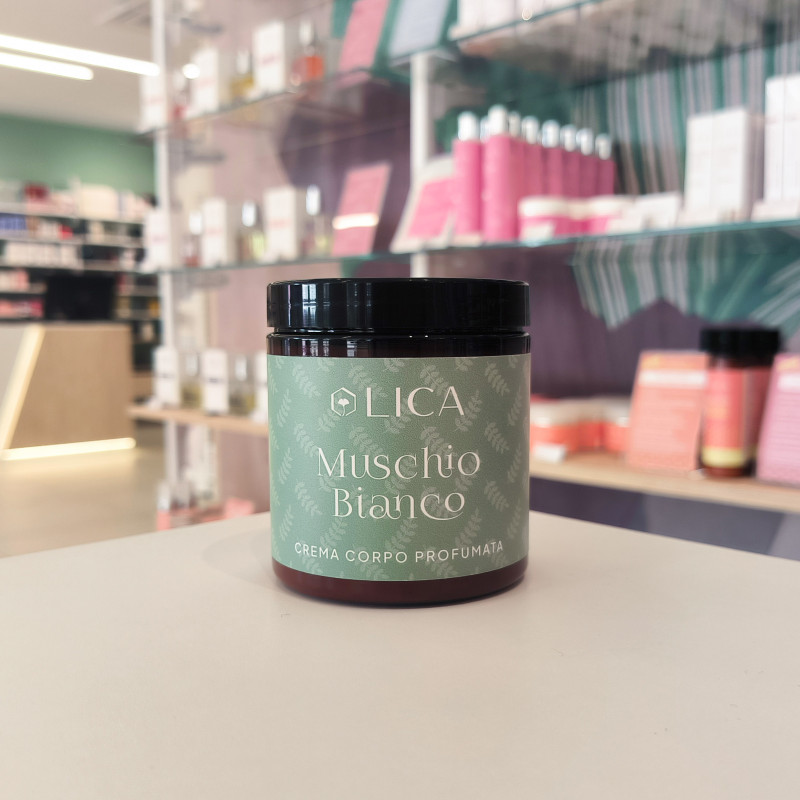 LICA
Muschio
Bianco
CREMA CORPO PROFUMATA